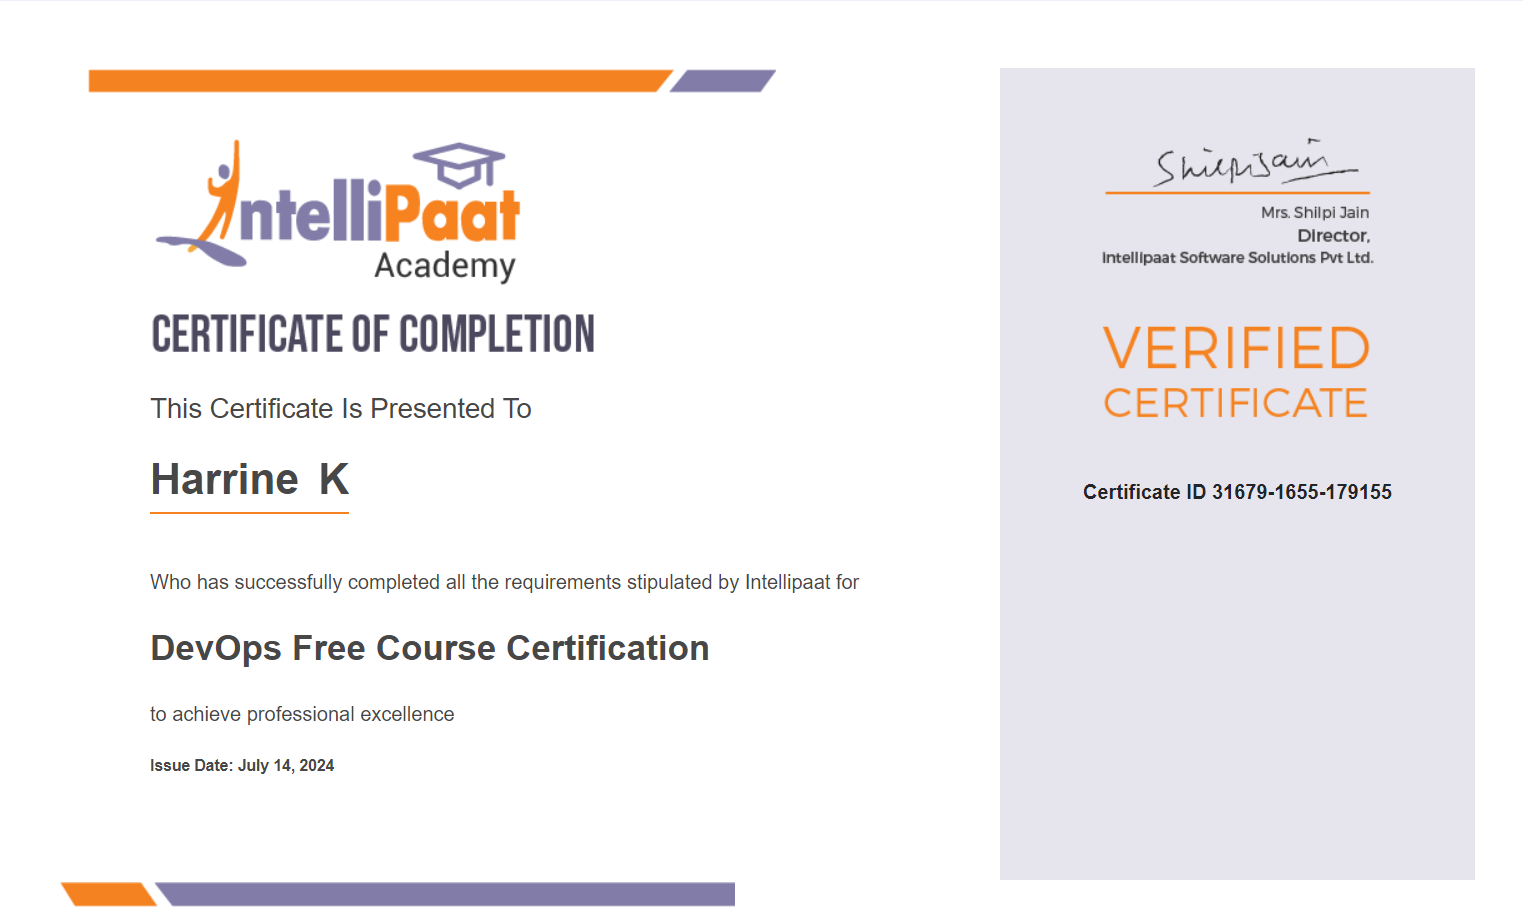 IntelliPaat
Academy
CERTIFICATE OF COMPLETION
This Certificate Is Presented To
Harrine K
Who has successfully completed all the requirements stipulated by Intellipaat for
DevOps Free Course Certification
to achieve professional excellence
Issue Date: July 14, 2024
Shilpi Jain
Mrs. Shilpi Jain
Director,
Intellipaat Software Solutions Pvt Ltd.
VERIFIED
CERTIFICATE
Certificate ID 31679-1655-179155